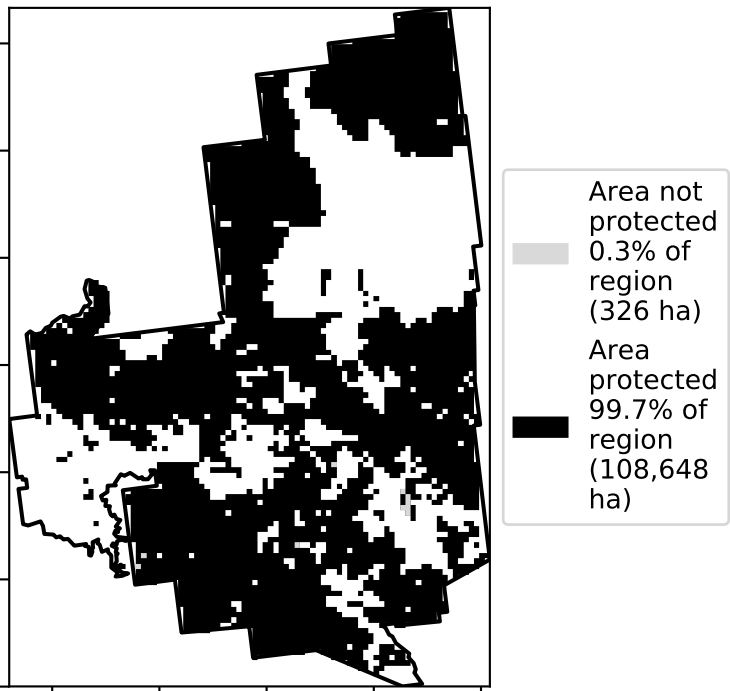 Area not
protected
0.3% of
region
(326 ha)
Area
protected
99.7% of
region
(108,648
ha)